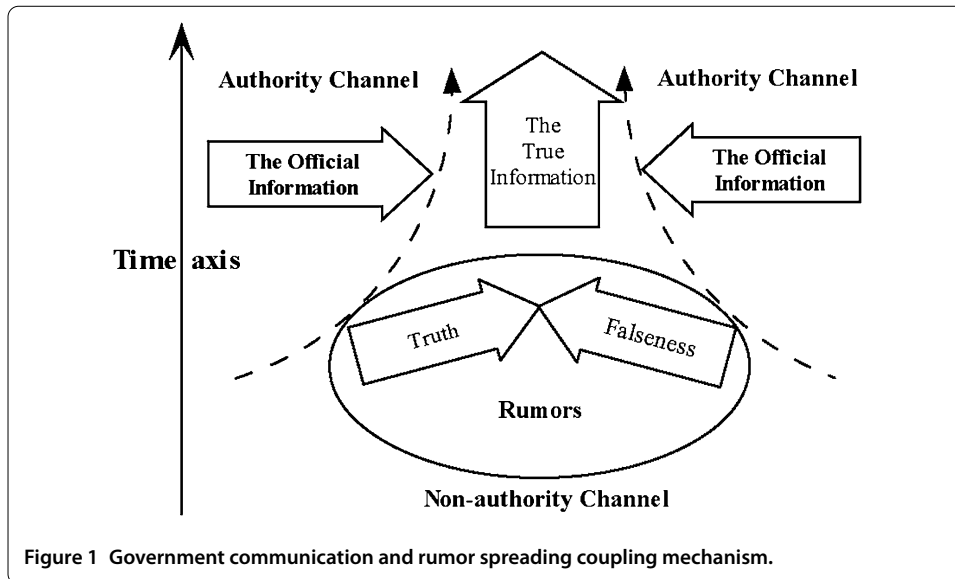 Authority Channel
Authority Channel
The Official
Information
The
True
Information
The Official
Information
Time axis
Truth
Falseness
Rumors
Non-authority Channel
Figure 1 Government communication and rumor spreading coupling mechanism.